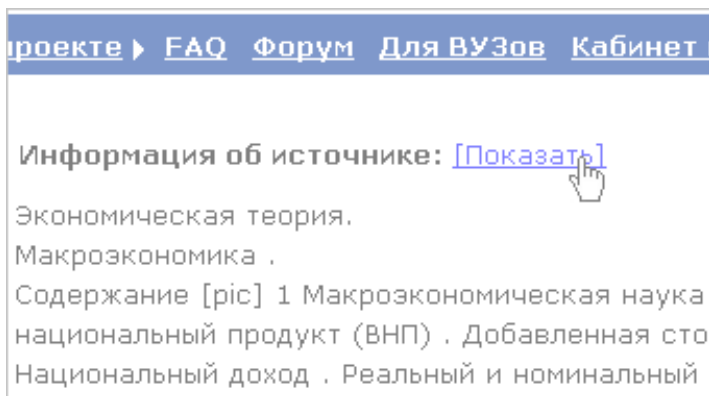 проекте FAQ Форум Для ВУЗов Кабинет
Информация об источнике: [Показать]
Экономическая теория.
Макроэкономика .
Содержание [pic] 1 Макроэкономическая наука
национальный продукт (ВНП) . Добавленная сто
Национальный доход . Реальный и номинальный